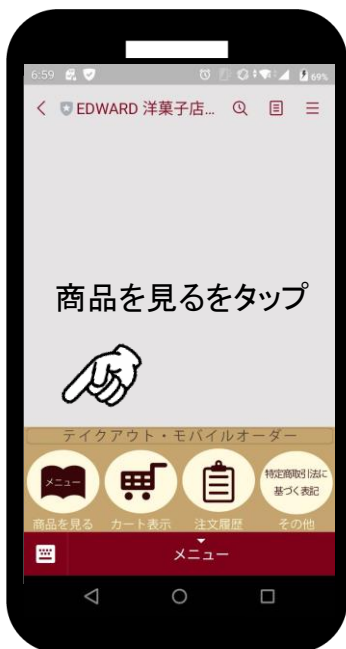 6:59
69%
EDWARD 洋菓子店...
商品を見るをタップ
テイクアウト・モバイルオーダー
メニュー
特定商取引法に
基づく表記
商品を見る カート表示 注文履歴 その他
メニュー